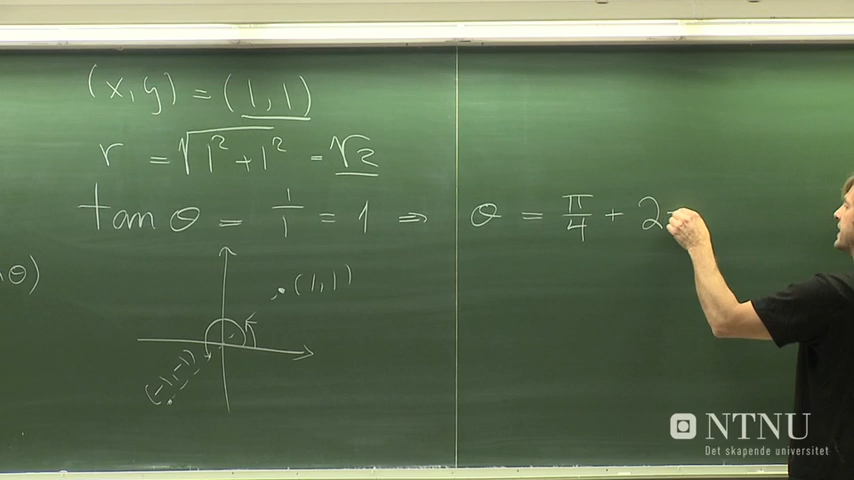 (x,y) = (1,1)
r = √1²+1² = √2
tan θ = 1/1 = 1 ⇒ θ = π/4 + 2
θ)
(1,1)
(-1,-1)
NTNU
Det skapende universitet